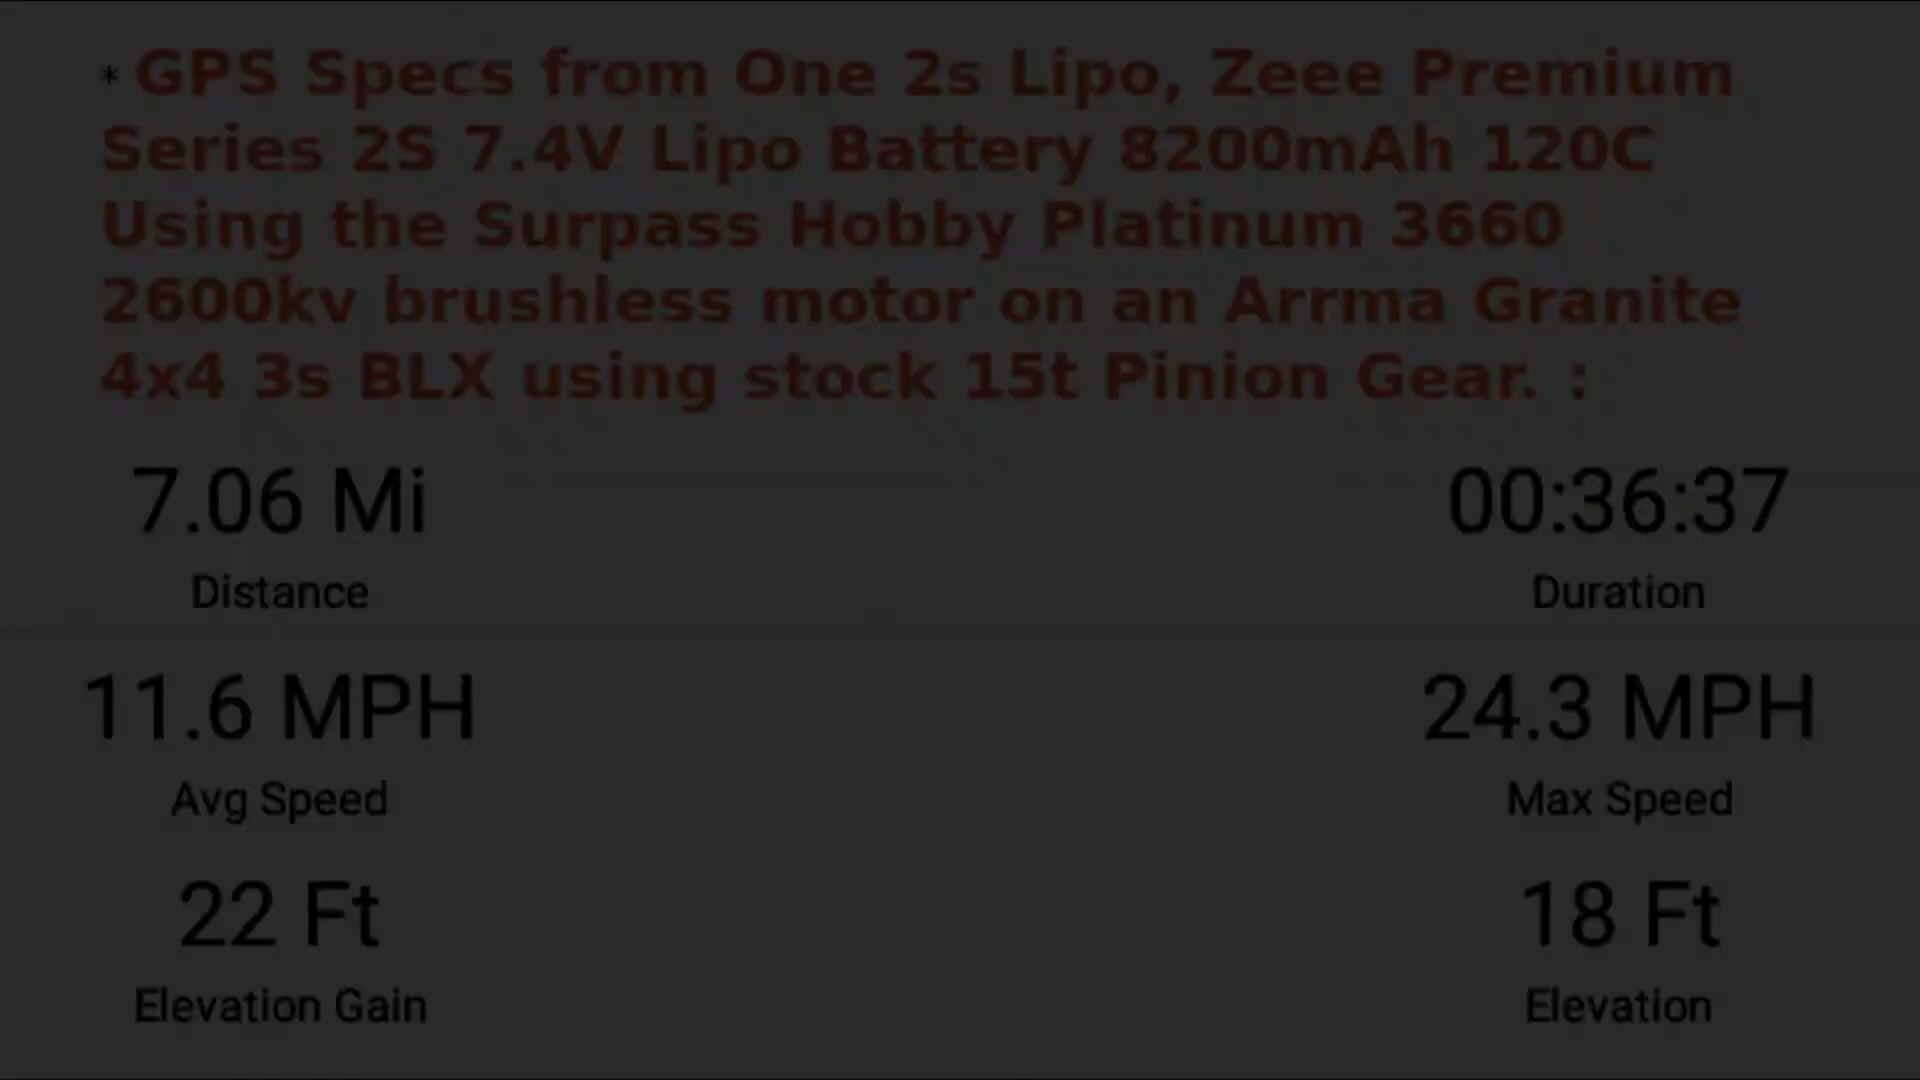 * GPS Specs from One 2s Lipo, Zeee Premium
Series 2S 7.4V Lipo Battery 8200mAh 120C
Using the Surpass Hobby Platinum 3660
2600kv brushless motor on an Arrma Granite
4x4 3s BLX using stock 15t Pinion Gear. :
7.06 Mi
Distance
00:36:37
Duration
11.6 MPH
Avg Speed
24.3 MPH
Max Speed
22 Ft
Elevation Gain
18 Ft
Elevation